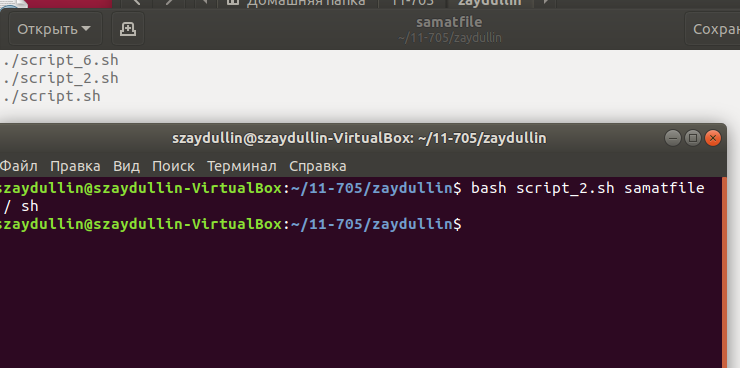 Домашняя папка 11-705 zaydullin
Открыть samatfile Сохран
~/11-705/zaydullin
./script_6.sh
./script_2.sh
./script.sh
szaydullin@szaydullin-VirtualBox: ~/11-705/zaydullin
Файл Правка Вид Поиск Терминал Справка
szaydullin@szaydullin-VirtualBox:~/11-705/zaydullin$ bash script_2.sh samatfile
/ sh
szaydullin@szaydullin-VirtualBox:~/11-705/zaydullin$